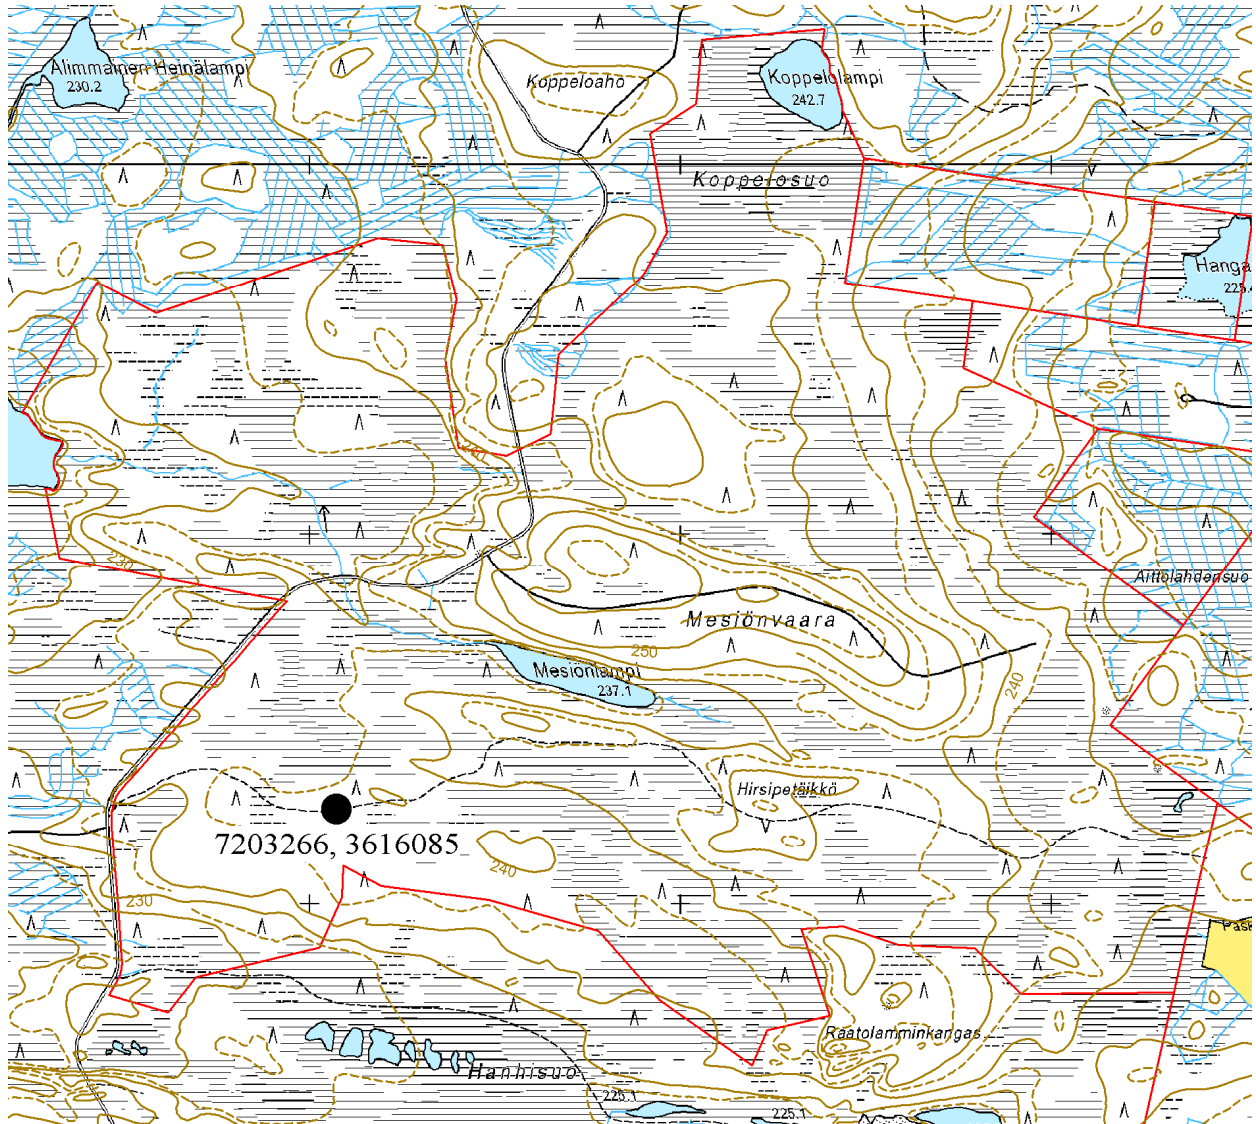 Alimmainen Heinälampi
230.2
Koppeloaho
Koppelolampi
242.7
Koppelosuo
240
230
Aittolahdensuo
Mesiönvaara
250
Mesiönlampi
237.1
240
Hirsipetäikkö
7203266, 3616085
240
230
Raatolamminkangas
Hanhisuo
225.1
225.1